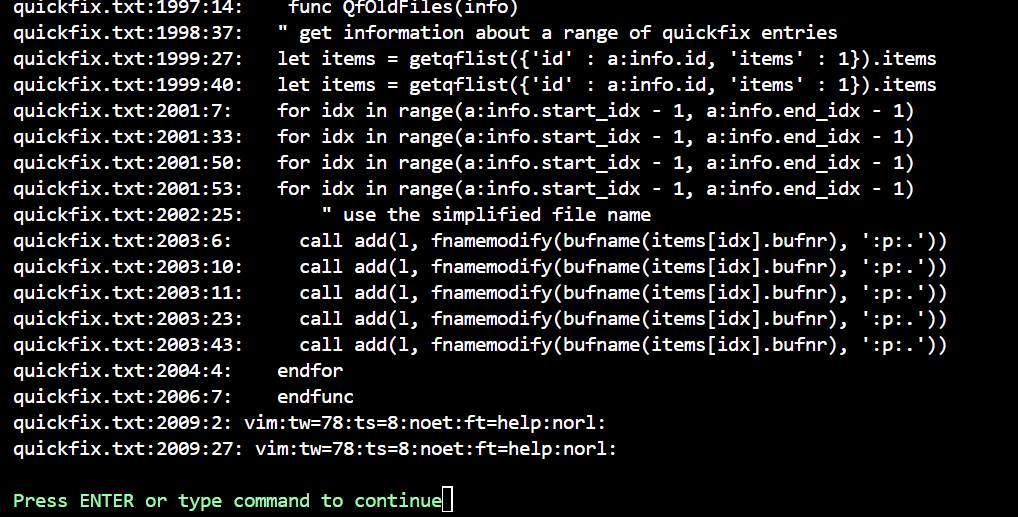 quickfix.txt:1997:14:    func QfOldFiles(info)
quickfix.txt:1998:37:   " get information about a range of quickfix entries
quickfix.txt:1999:27:   let items = getqflist({'id' : a:info.id, 'items' : 1}).items
quickfix.txt:1999:40:   let items = getqflist({'id' : a:info.id, 'items' : 1}).items
quickfix.txt:2001:7:    for idx in range(a:info.start_idx - 1, a:info.end_idx - 1)
quickfix.txt:2001:33:   for idx in range(a:info.start_idx - 1, a:info.end_idx - 1)
quickfix.txt:2001:50:   for idx in range(a:info.start_idx - 1, a:info.end_idx - 1)
quickfix.txt:2001:53:   for idx in range(a:info.start_idx - 1, a:info.end_idx - 1)
quickfix.txt:2002:25:       " use the simplified file name
quickfix.txt:2003:6:      call add(l, fnamemodify(bufname(items[idx].bufnr), ':p:.'))
quickfix.txt:2003:10:     call add(l, fnamemodify(bufname(items[idx].bufnr), ':p:.'))
quickfix.txt:2003:11:     call add(l, fnamemodify(bufname(items[idx].bufnr), ':p:.'))
quickfix.txt:2003:23:     call add(l, fnamemodify(bufname(items[idx].bufnr), ':p:.'))
quickfix.txt:2003:43:     call add(l, fnamemodify(bufname(items[idx].bufnr), ':p:.'))
quickfix.txt:2004:4:    endfor
quickfix.txt:2006:7:    endfunc
quickfix.txt:2009:2: vim:tw=78:ts=8:noet:ft=help:norl:
quickfix.txt:2009:27: vim:tw=78:ts=8:noet:ft=help:norl:
Press ENTER or type command to continue